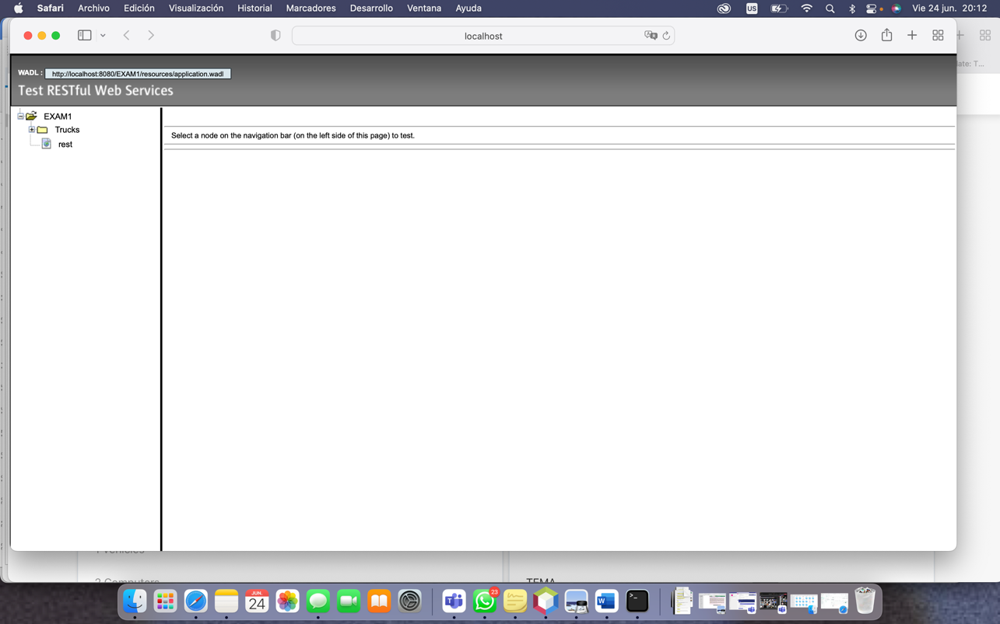 Safari Archivo Edición Visualización Historial Marcadores Desarrollo Ventana Ayuda US Vie 24 jun. 20:12
localhost
late: T...
WADL : http://localhost:8080/EXAM1/resources/application.wadl
Test RESTful Web Services
EXAM1
Trucks
rest
Select a node on the navigation bar (on the left side of this page) to test.
1 Vehicles
2 Computers
TEMA
JUN.
24
23
W